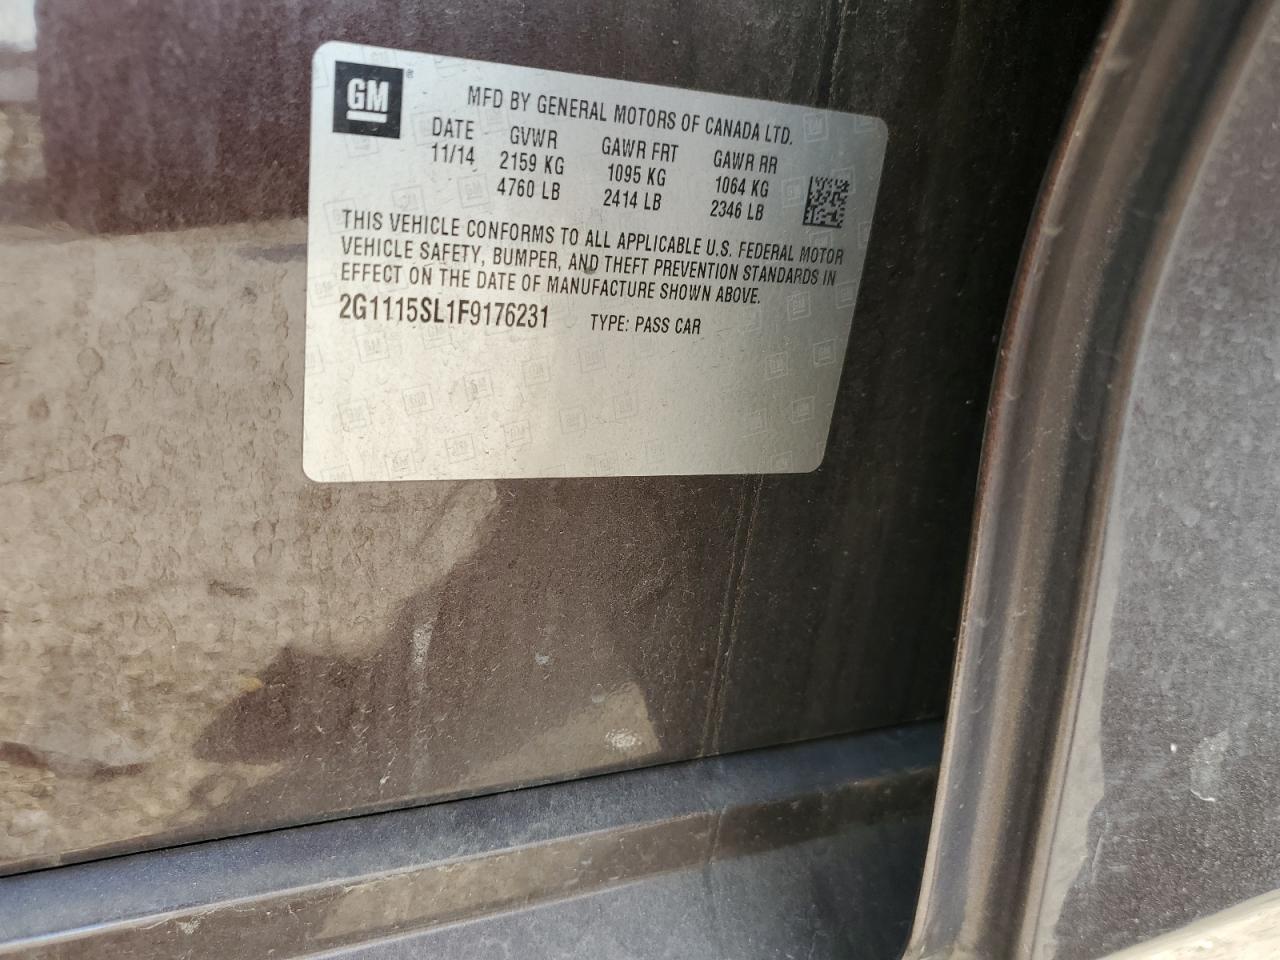 GM
MFD BY GENERAL MOTORS OF CANADA LTD.
DATE GVWR GAWR FRT GAWR RR
11/14 2159 KG 1095 KG 1064 KG
4760 LB 2414 LB 2346 LB
THIS VEHICLE CONFORMS TO ALL APPLICABLE U.S. FEDERAL MOTOR
VEHICLE SAFETY, BUMPER, AND THEFT PREVENTION STANDARDS IN
EFFECT ON THE DATE OF MANUFACTURE SHOWN ABOVE.
2G1115SL1F9176231 TYPE: PASS CAR